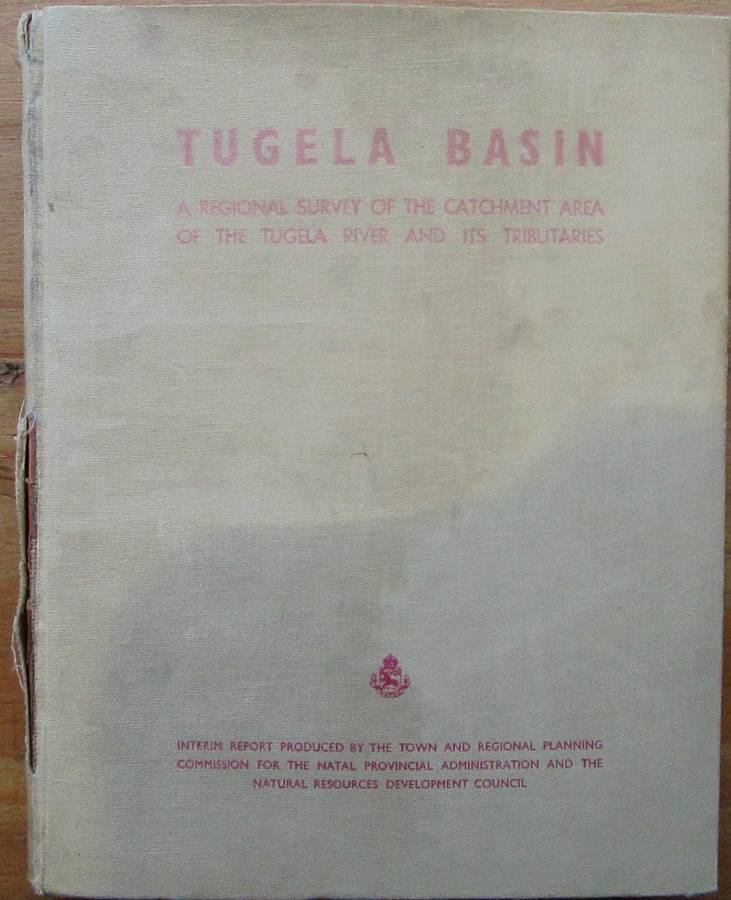 TUGELA BASIN
A REGIONAL SURVEY OF THE CATCHMENT AREA
OF THE TUGELA RIVER AND ITS TRIBUTARIES
INTERIM REPORT PRODUCED BY THE TOWN AND REGIONAL PLANNING
COMMISSION FOR THE NATAL PROVINCIAL ADMINISTRATION AND THE
NATURAL RESOURCES DEVELOPMENT COUNCIL